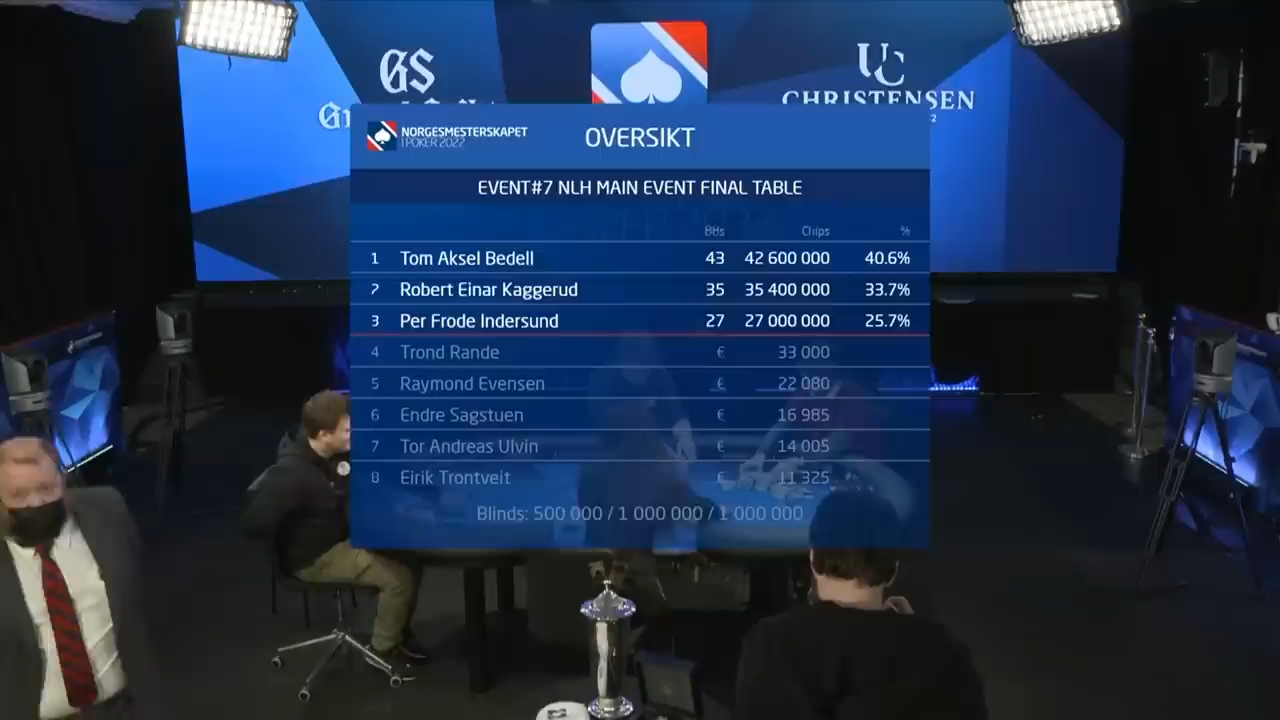 GS
UC
CHRISTENSEN
NORGESMESTERSKAPET
I POKER 2022
OVERSIKT
EVENT#7 NLH MAIN EVENT FINAL TABLE
BBs Chips %
1 Tom Aksel Bedell 43 42 600 000 40.6%
2 Robert Einar Kaggerud 35 35 400 000 33.7%
3 Per Frode Indersund 27 27 000 000 25.7%
4 Trond Rande € 33 000
5 Raymond Evensen € 22 080
6 Endre Sagstuen € 16 985
7 Tor Andreas Ulvin € 14 005
8 Eirik Trontveit € 11 325
Blinds: 500 000 / 1 000 000 / 1 000 000